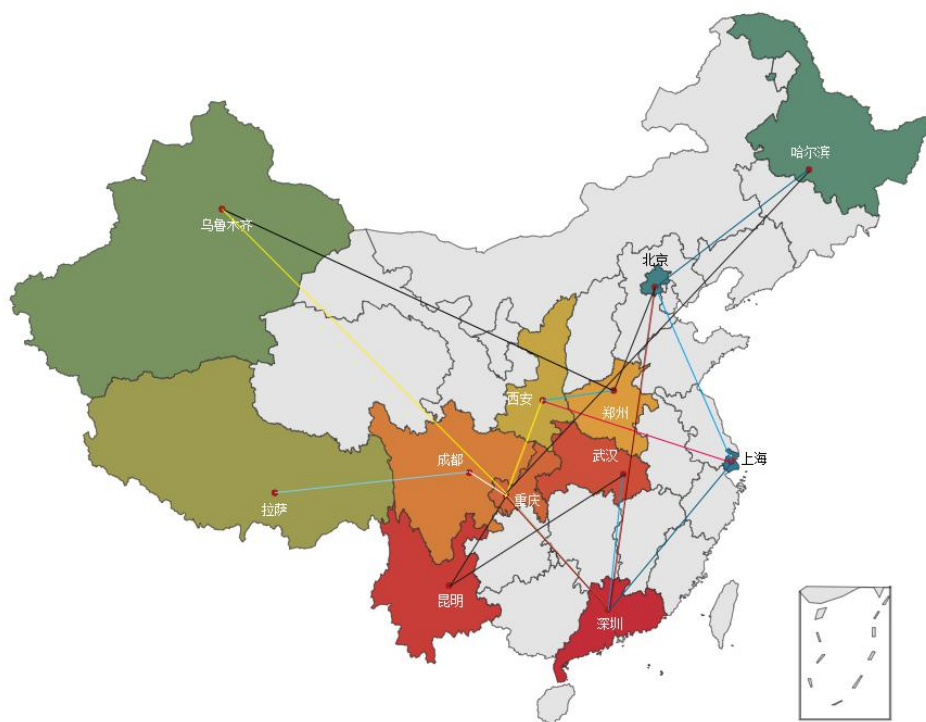 哈尔滨
乌鲁木齐
北京
西安
郑州
武汉
成都
上海
重庆
拉萨
昆明
深圳